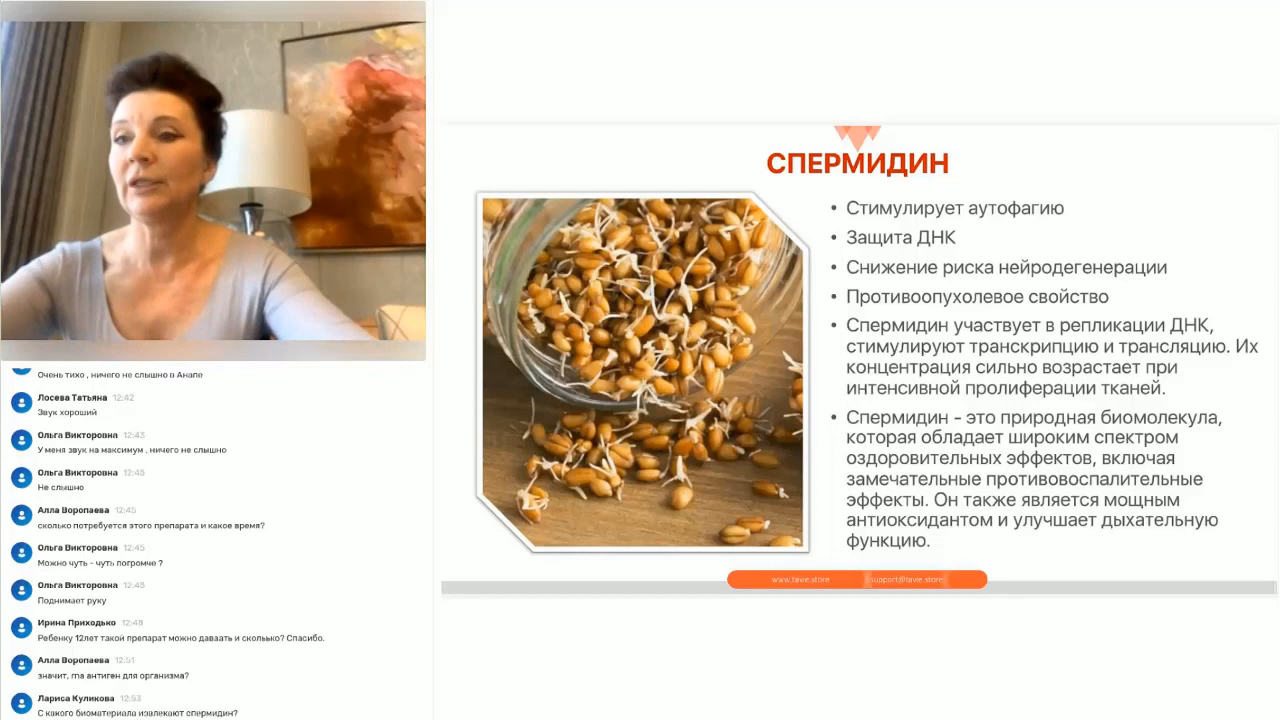 Очень тихо , ничего не слышно в Анапе
Лосева Татьяна 12:42
Звук хороший
Ольга Викторовна 12:43
У меня звук на максимум , ничего не слышно
Ольга Викторовна 12:45
Не слышно
Алла Воропаева 12:45
сколько потребуется этого препарата и какое время?
Ольга Викторовна 12:45
Можно чуть - чуть погромче ?
Ольга Викторовна 12:45
Поднимает руку
Ирина Приходько 12:48
Ребенку 12лет такой препарат можно даваать и сколько? Спасибо.
Алла Воропаева 12:51
значит, гпа антиген для организма?
Лариса Куликова 12:53
С какого биоматериала извлекают спермидин?
СПЕРМИДИН
• Стимулирует аутофагию
• Защита ДНК
• Снижение риска нейродегенерации
• Противоопухолевое свойство
• Спермидин участвует в репликации ДНК,
стимулируют транскрипцию и трансляцию. Их
концентрация сильно возрастает при
интенсивной пролиферации тканей.
• Спермидин - это природная биомолекула,
которая обладает широким спектром
оздоровительных эффектов, включая
замечательные противовоспалительные
эффекты. Он также является мощным
антиоксидантом и улучшает дыхательную
функцию.
www.tavie.store support@tavie.store